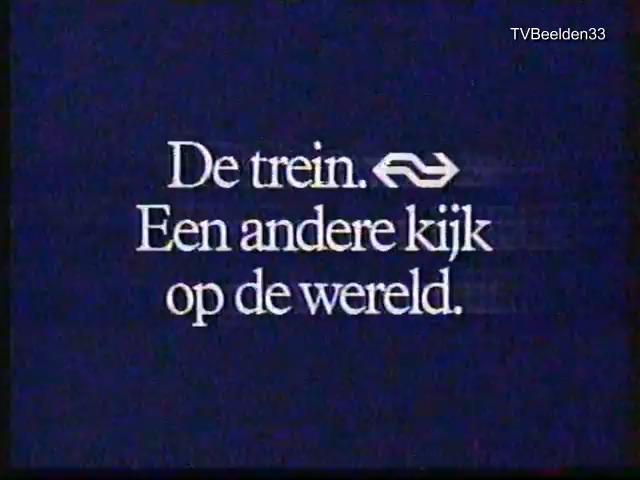 TVBeelden33
De trein.
Een andere kijk
op de wereld.